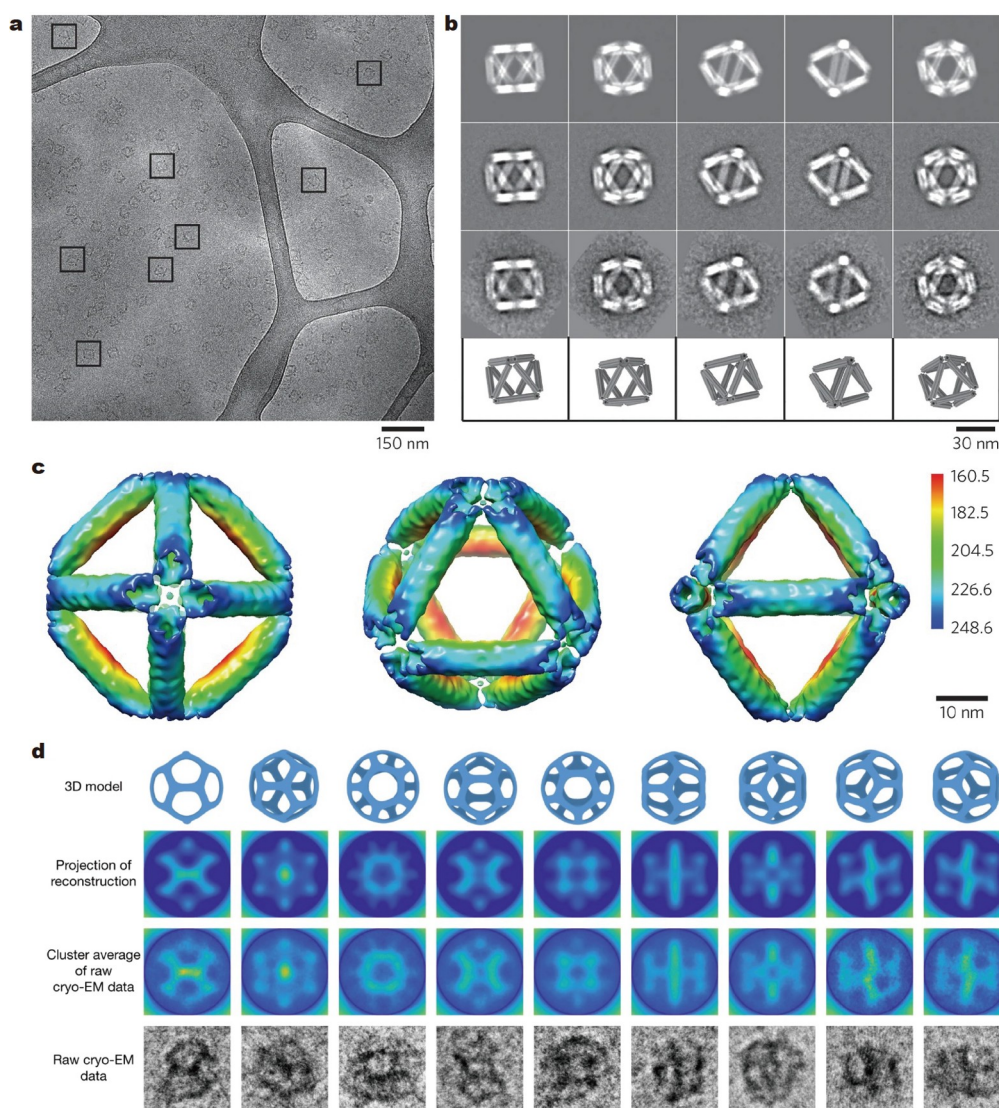 a
b
150 nm
30 nm
c
160.5
182.5
204.5
226.6
248.6
10 nm
d
3D model
Projection of
reconstruction
Cluster average
of raw
cryo-EM data
Raw cryo-EM
data